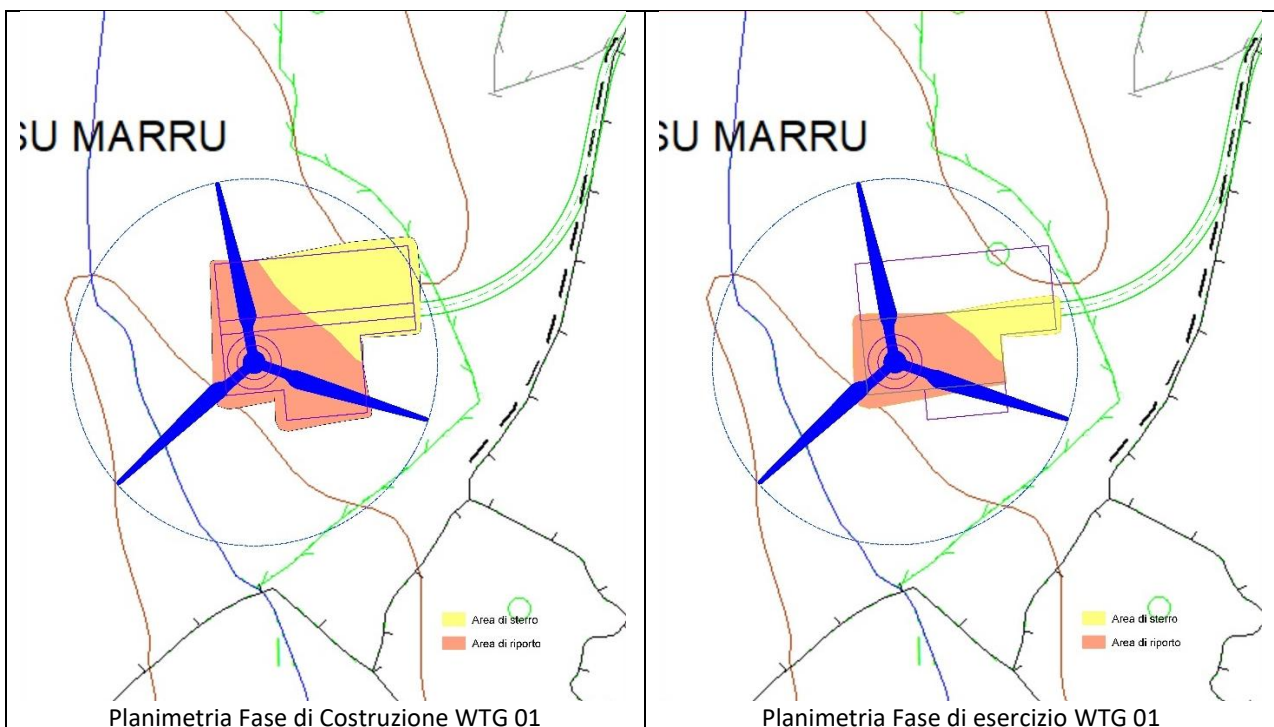 SU MARRU
Area di sterro
Area di riporto
Planimetria Fase di Costruzione WTG 01
SU MARRU
Area di sterro
Area di riporto
Planimetria Fase di esercizio WTG 01